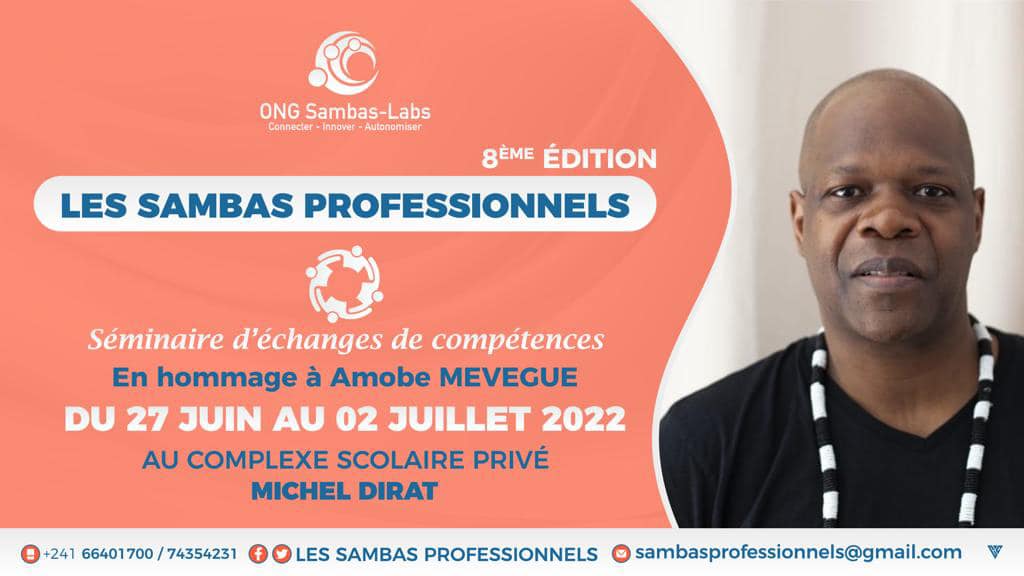 ONG Sambas-Labs
Connecter - Innover - Autonomiser
8ÈME ÉDITION
LES SAMBAS PROFESSIONNELS
Séminaire d'échanges de compétences
En hommage à Amobe MEVEGUE
DU 27 JUIN AU 02 JUILLET 2022
AU COMPLEXE SCOLAIRE PRIVÉ
MICHEL DIRAT
+241 66401700 / 74354231 LES SAMBAS PROFESSIONNELS sambasprofessionnels@gmail.com